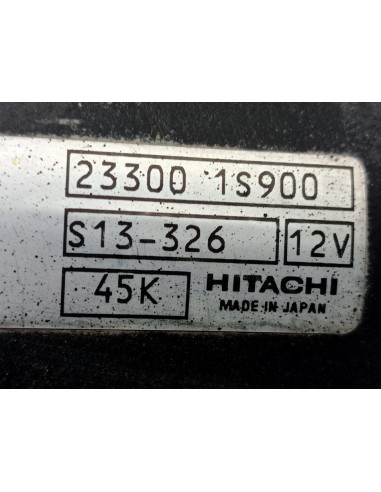 23300 1S900
S13-326 12V
45K HITACHI
MADE IN JAPAN